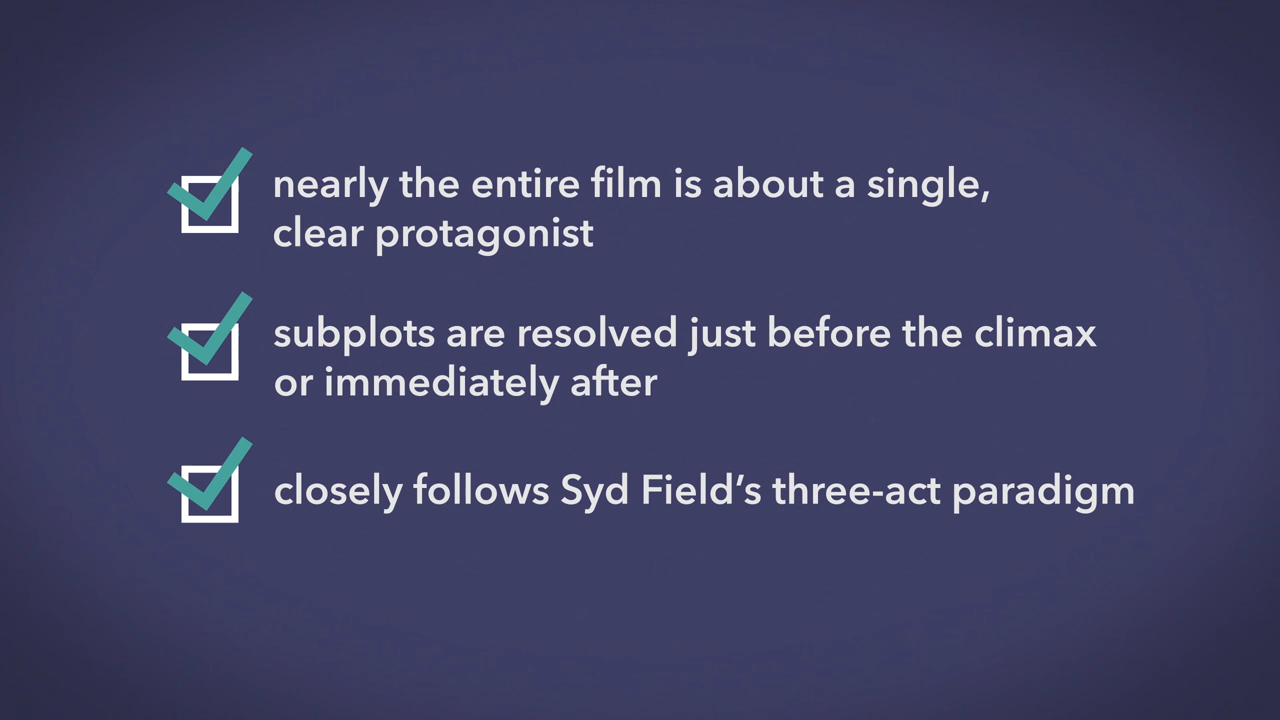 nearly the entire film is about a single,
clear protagonist
subplots are resolved just before the climax
or immediately after
closely follows Syd Field’s three-act paradigm